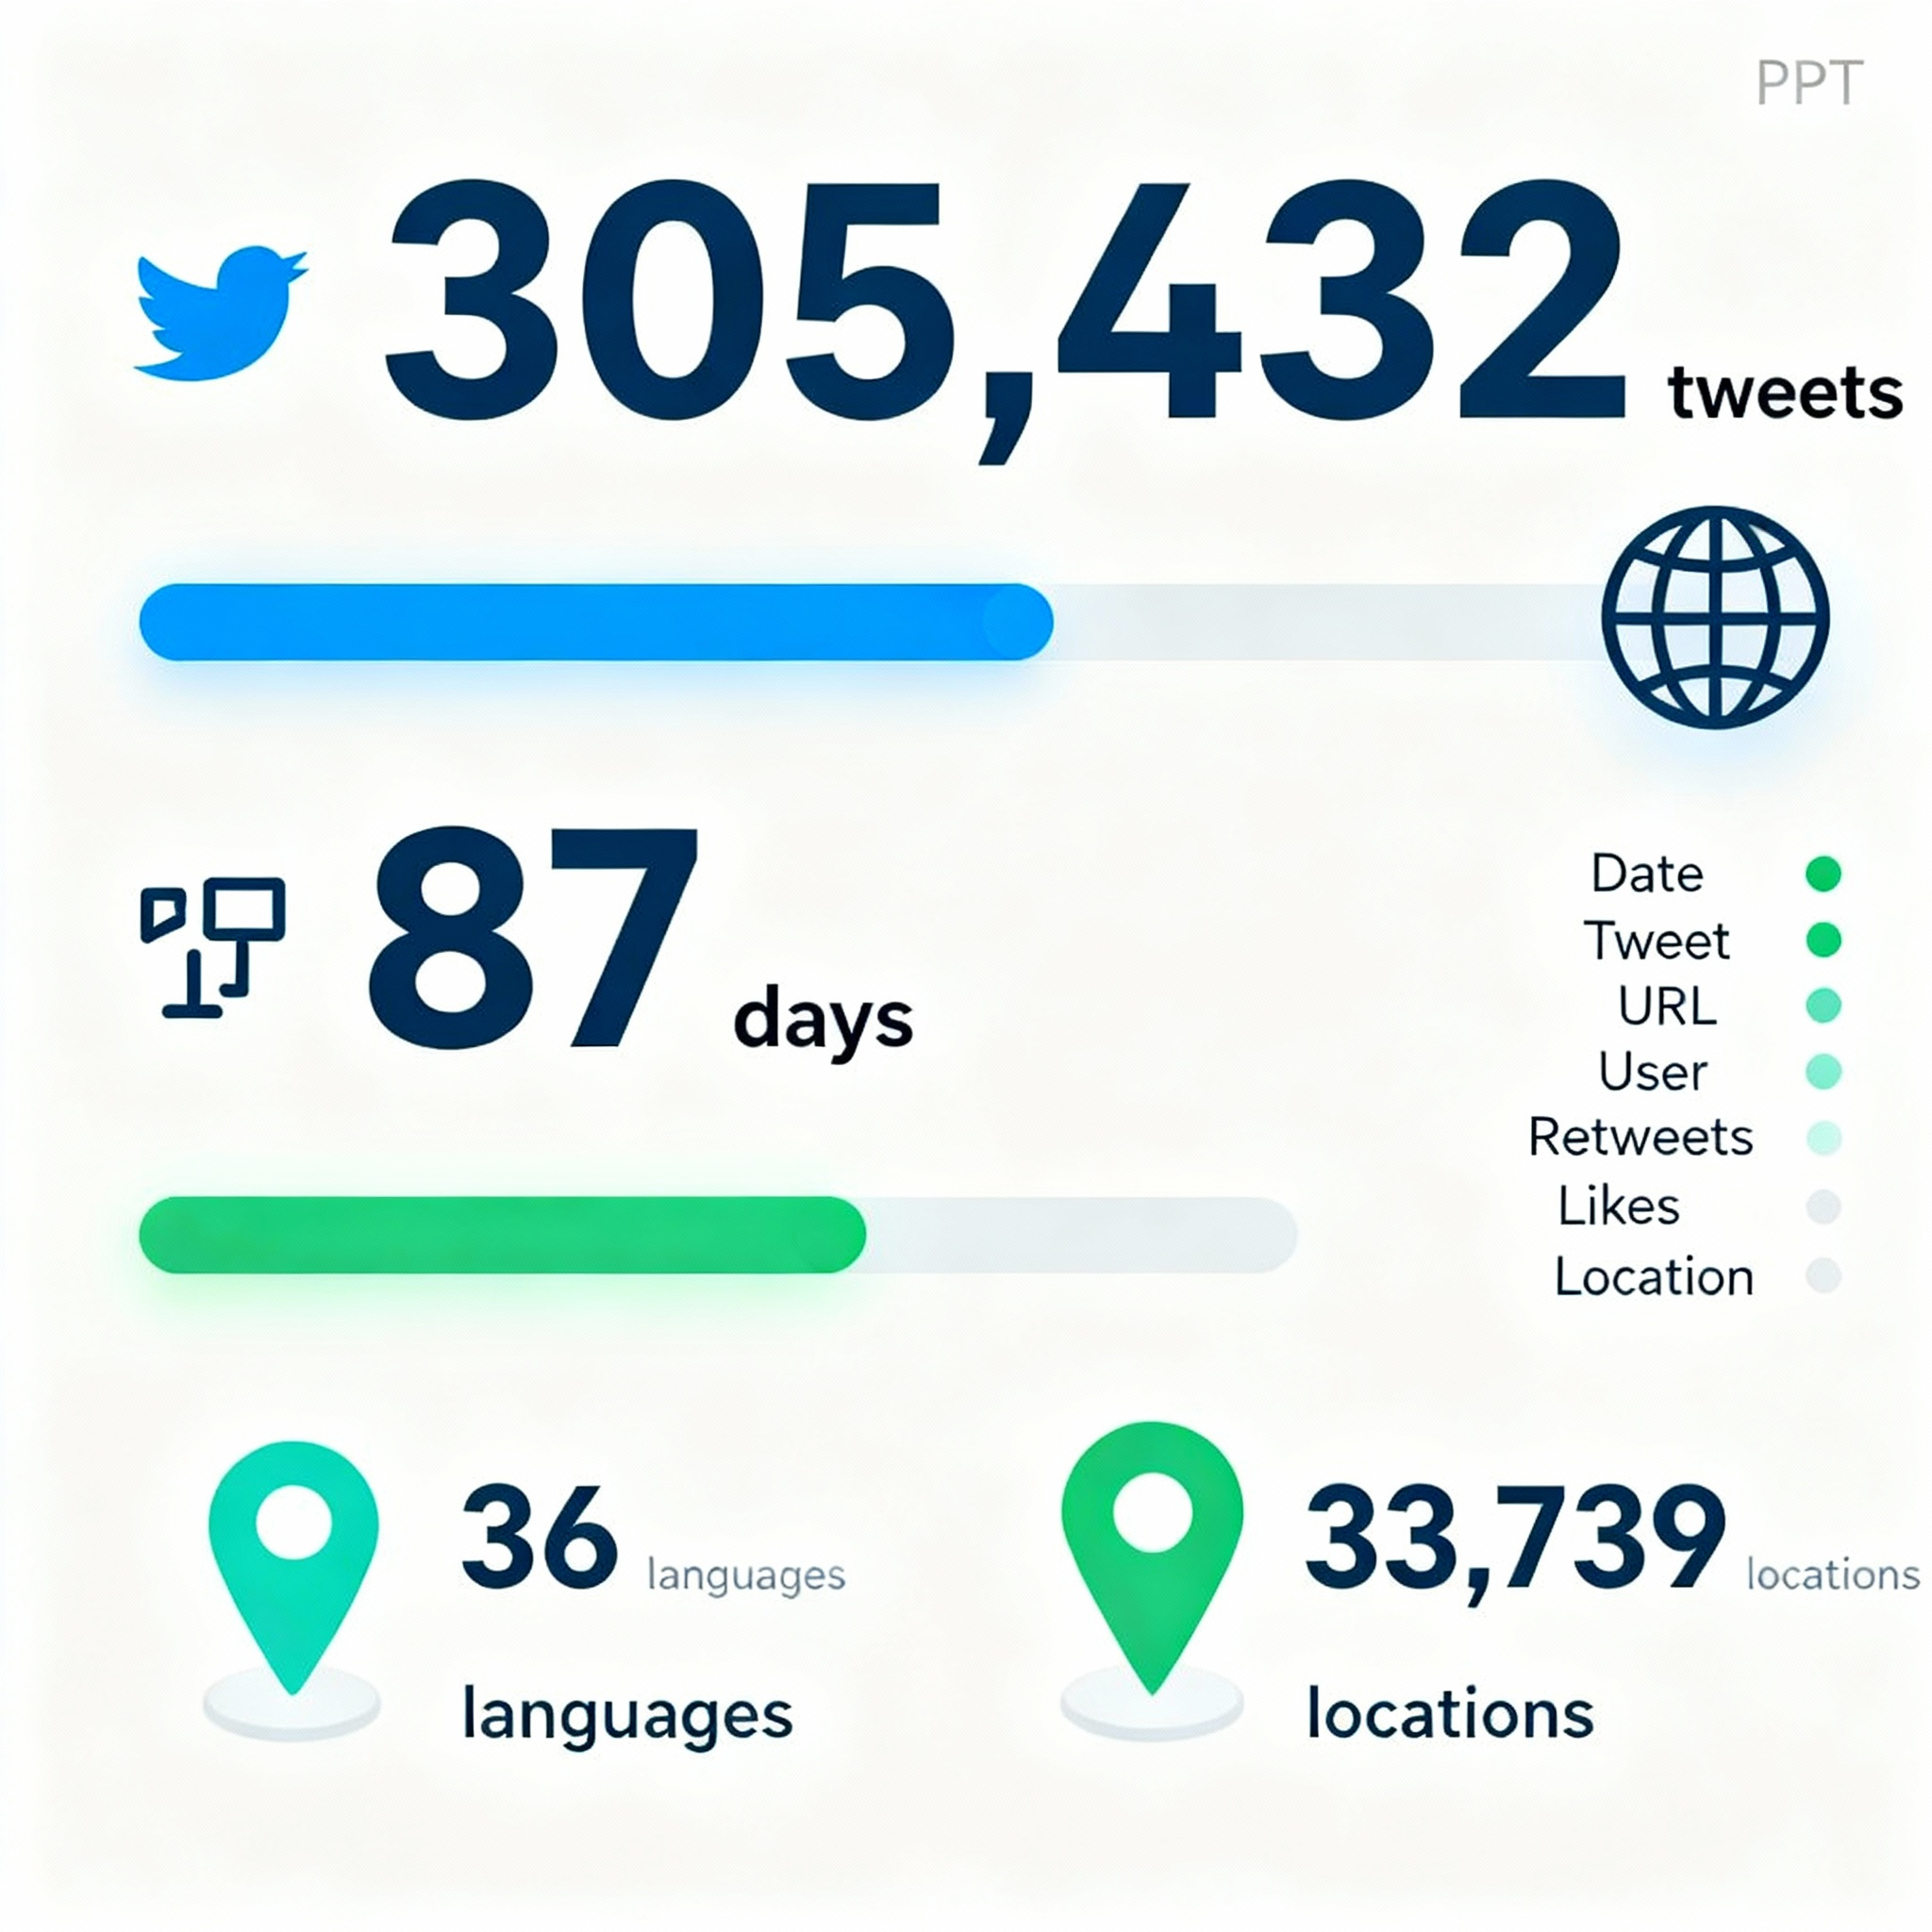 PPT
305,432 tweets
87 days
Date
Tweet
URL
User
Retweets
Likes
Location
36 languages
languages
33,739 locations
locations